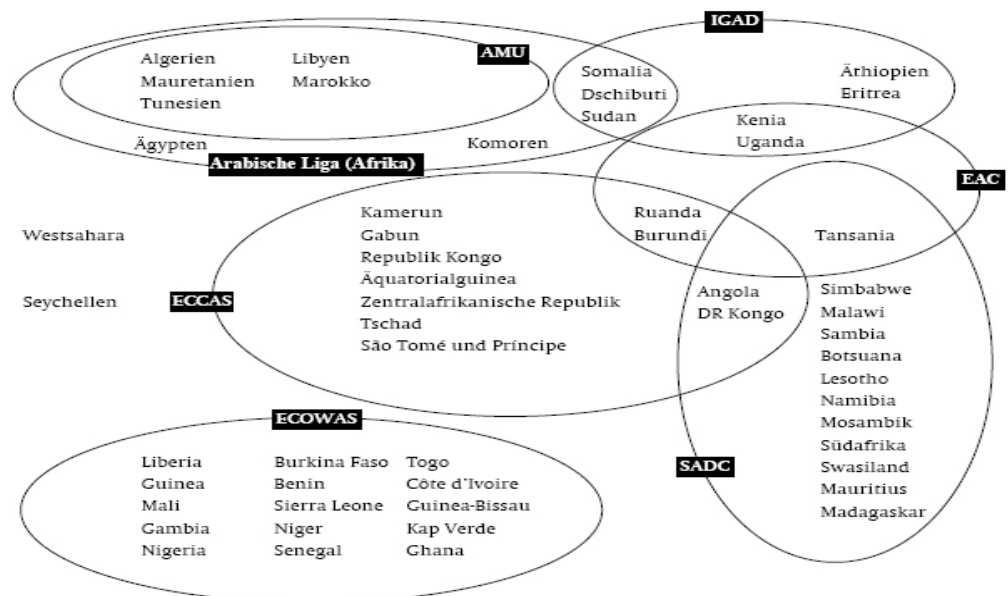 IGAD
AMU
Algerien Libyen
Mauretanien Marokko
Tunesien
Somalia
Dschibuti
Sudan
Äthiopien
Eritrea
Kenia
Uganda
Ägypten
Komoren
Arabische Liga (Afrika)
EAC
Westsahara
Kamerun
Gabun
Republik Kongo
Äquatorialguinea
Zentralafrikanische Republik
Tschad
São Tomé und Príncipe
Ruanda
Burundi
Tansania
Seychellen
ECCAS
Angola
DR Kongo
Simbabwe
Malawi
Sambia
Botsuana
Lesotho
Namibia
Mosambik
Südafrika
Swasiland
Mauritius
Madagaskar
SADC
ECOWAS
Liberia Burkina Faso Togo
Guinea Benin Côte d'Ivoire
Mali Sierra Leone Guinea-Bissau
Gambia Niger Kap Verde
Nigeria Senegal Ghana